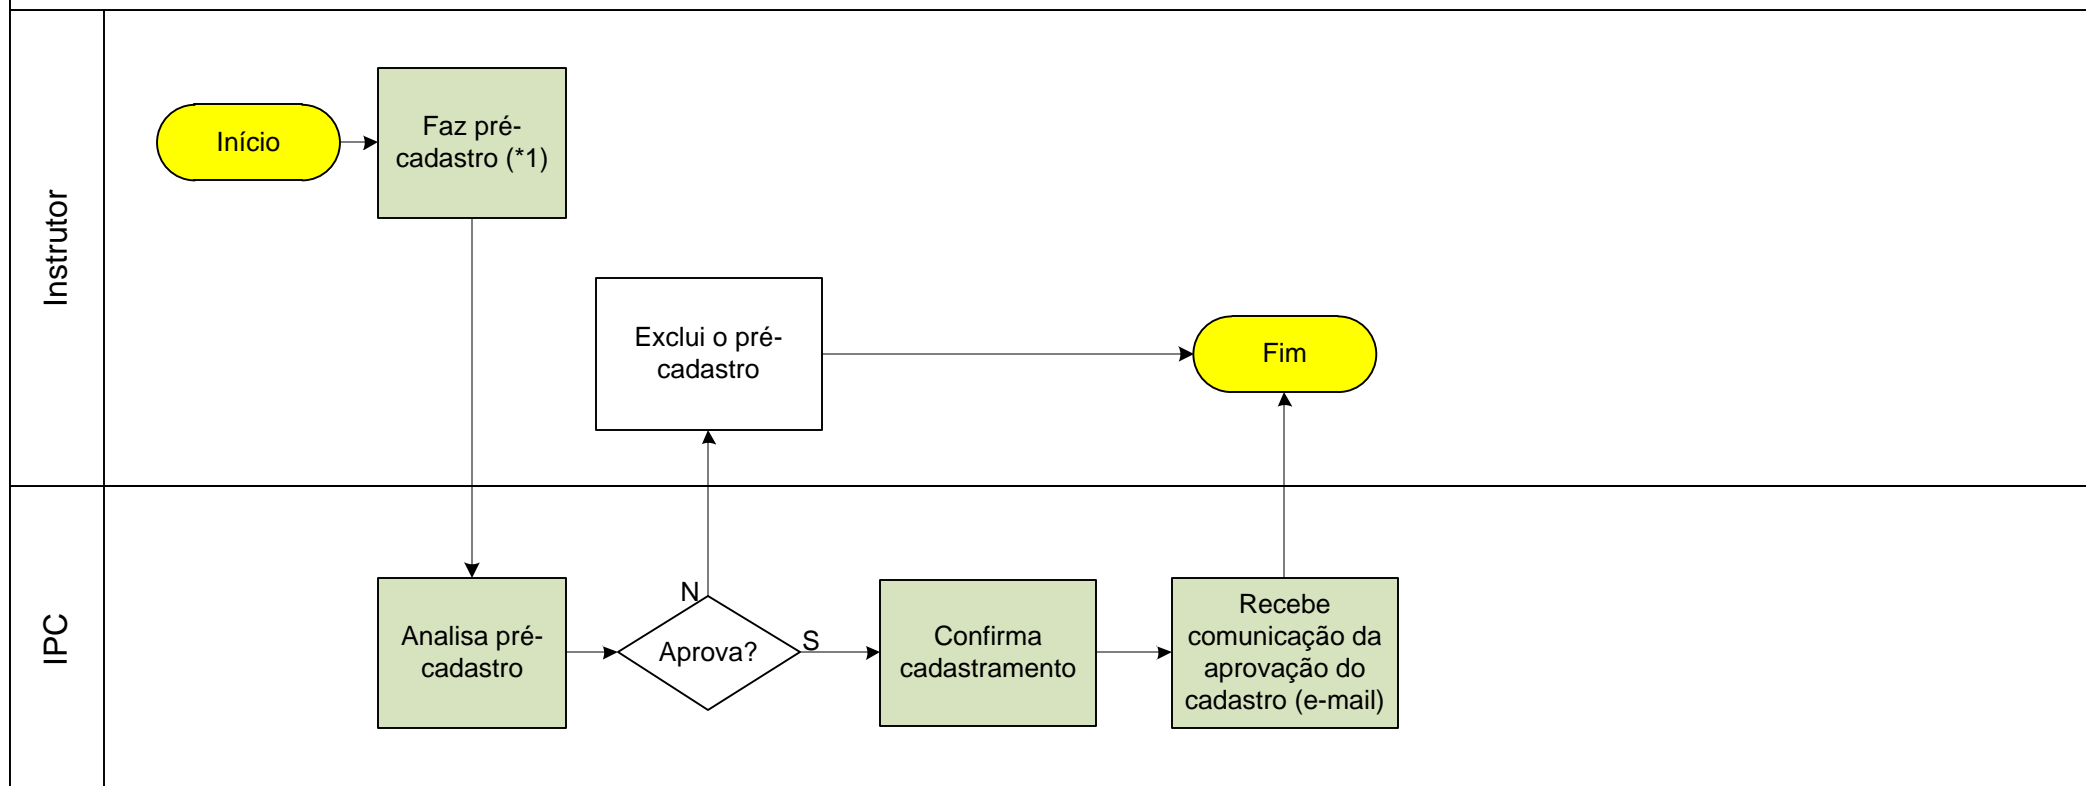 Instrutor
Início
Faz pré-
cadastro (*1)
Exclui o pré-
cadastro
Fim
IPC
Analisa pré-
cadastro
N
Aprova?
S
Confirma
cadastramento
Recebe
comunicação da
aprovação do
cadastro (e-mail)